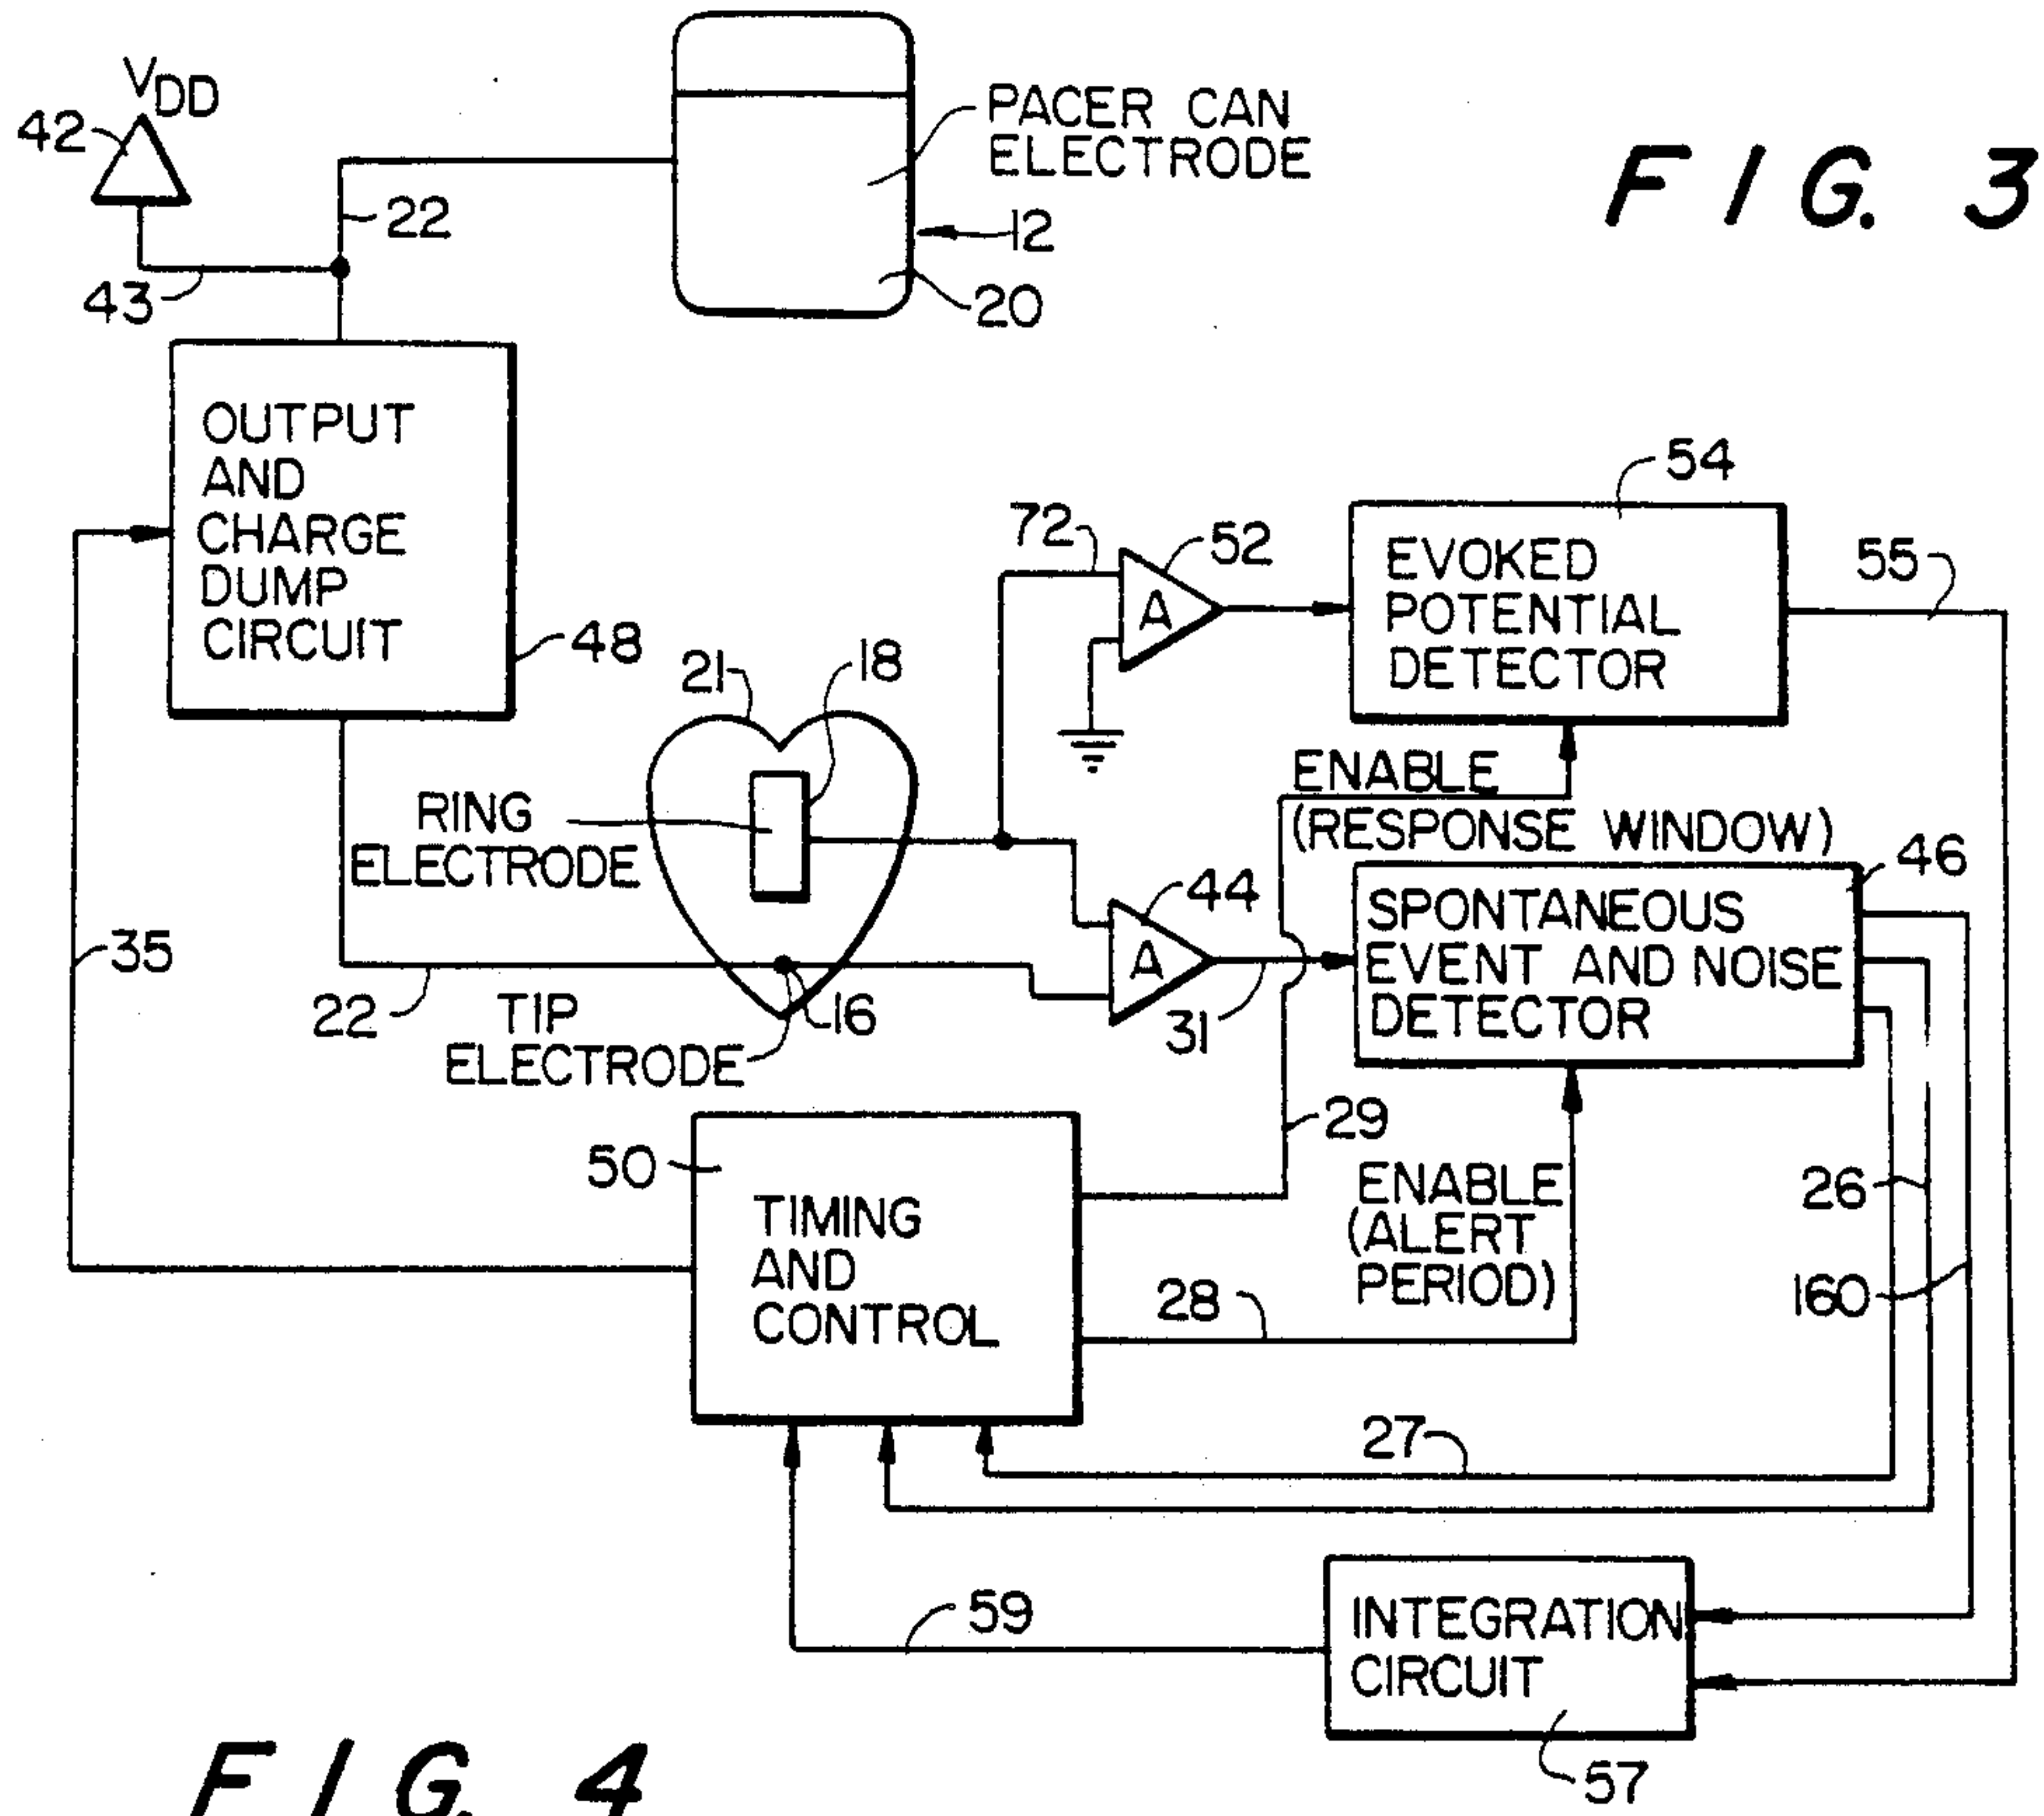 FIG. 3
V DD
42
43
22
PACER CAN
ELECTRODE
12
20
OUTPUT
AND
CHARGE
DUMP
CIRCUIT
48
35
21
18
RING
ELECTRODE
22
TIP
ELECTRODE
16
72
52
A
54
EVOKED
POTENTIAL
DETECTOR
55
ENABLE
(RESPONSE WINDOW)
44
A
31
46
SPONTANEOUS
EVENT AND NOISE
DETECTOR
29
ENABLE
(ALERT
PERIOD)
28
26
160
50
TIMING
AND
CONTROL
27
59
INTEGRATION
CIRCUIT
57
FIG. 4